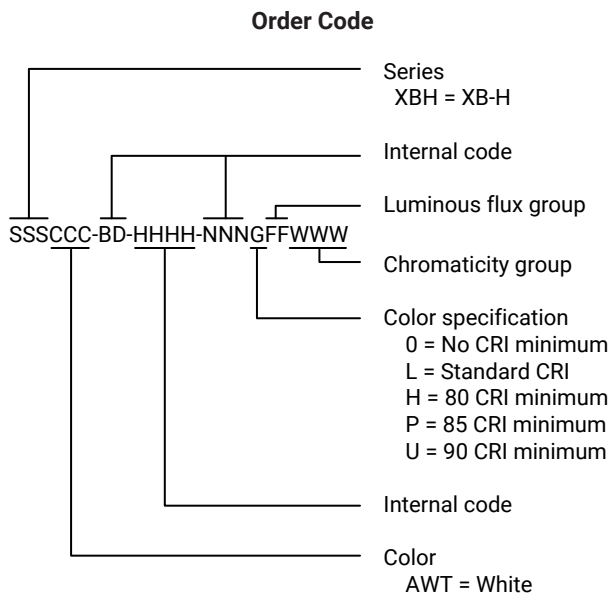 Order Code
Series
XBH = XB-H
Internal code
Luminous flux group
SSSCCC-BD-HHHH-NNNGFFWWW
Chromaticity group
Color specification
0 = No CRI minimum
L = Standard CRI
H = 80 CRI minimum
P = 85 CRI minimum
U = 90 CRI minimum
Internal code
Color
AWT = White